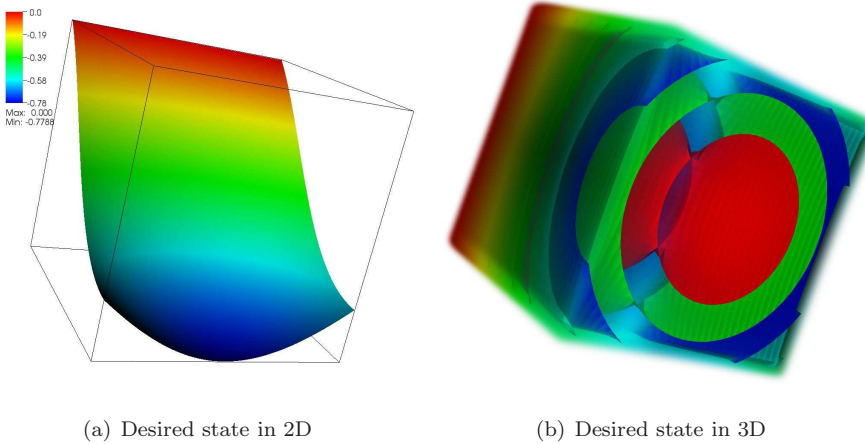 0.0
-0.19
-0.39
-0.58
-0.78
Max: 0.000
Min: -0.7788
(a) Desired state in 2D
(b) Desired state in 3D